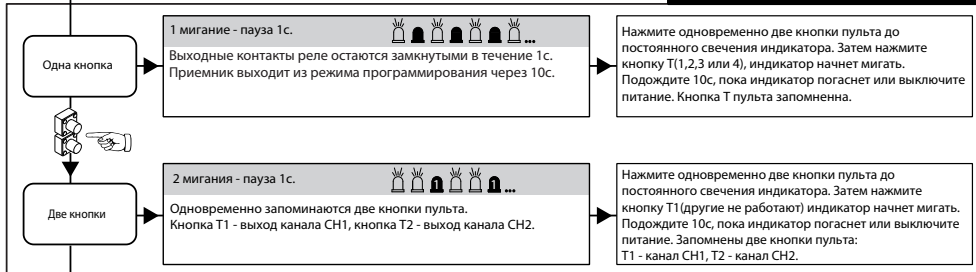 1 мигание - пауза 1с.
Одна кнопка
Выходные контакты реле остаются замкнутыми в течение 1с.
Приемник выходит из режима программирования через 10с.
Нажмите одновременно две кнопки пульта до
постоянного свечения индикатора. Затем нажмите
кнопку Т(1,2,3 или 4), индикатор начнет мигать.
Подождите 10с, пока индикатор погаснет или выключите
питание. Кнопка Т пульта запомненна.
2 мигания - пауза 1с.
1
1
...
Две кнопки
Одновременно запоминаются две кнопки пульта.
Кнопка Т1 - выход канала СН1, кнопка Т2 - выход канала СН2.
Нажмите одновременно две кнопки пульта до
постоянного свечения индикатора. Затем нажмите
кнопку Т1(другие не работают) индикатор начнет мигать.
Подождите 10с, пока индикатор погаснет или выключите
питание. Запомнены две кнопки пульта:
Т1 - канал СН1, Т2 - канал СН2.